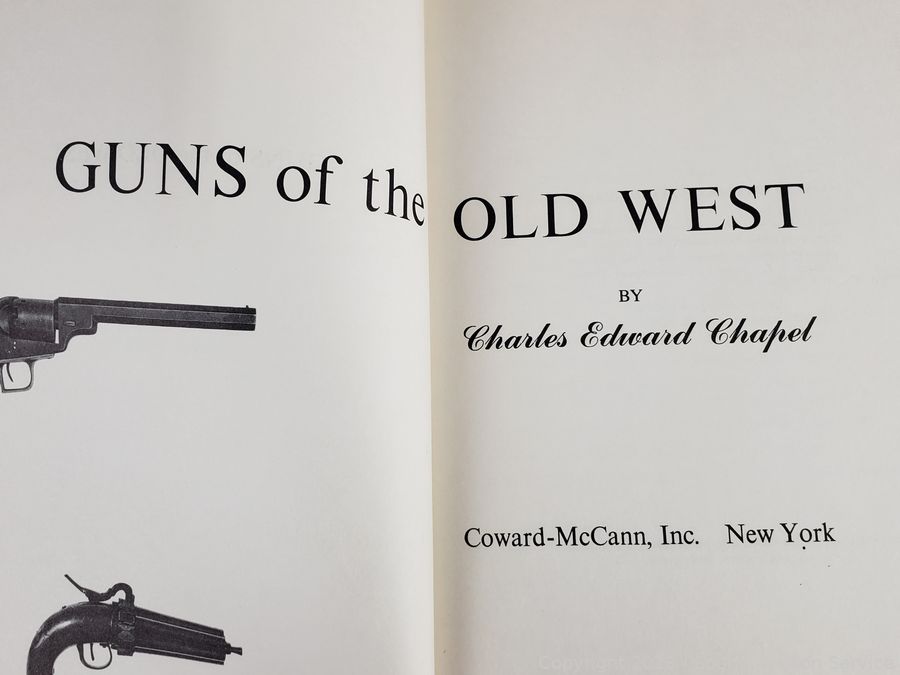 GUNS of the OLD WEST
BY
Charles Edward Chapel
Coward-McCann, Inc. New York